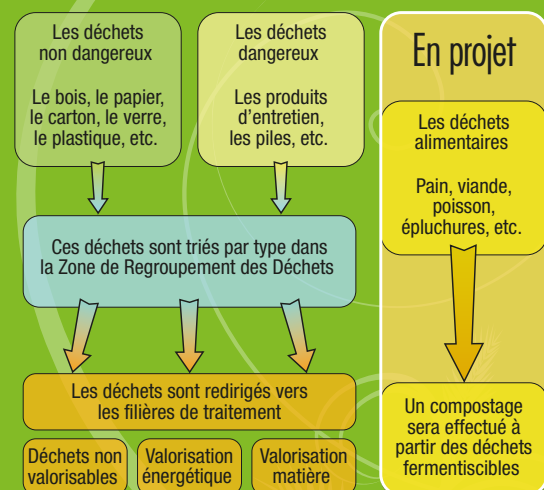 Les déchets
non dangereux
Le bois, le papier,
le carton, le verre,
le plastique, etc.
Les déchets
dangereux
Les produits
d'entretien,
les piles, etc.
Ces déchets sont triés par type dans
la Zone de Regroupement des Déchets
Les déchets sont redirigés vers
les filières de traitement
Déchets non
valorisables
Valorisation
énergétique
Valorisation
matière
En projet
Les déchets
alimentaires
Pain, viande,
poisson,
épluchures, etc.
Un compostage
sera effectué à
partir des déchets
fermentiscibles